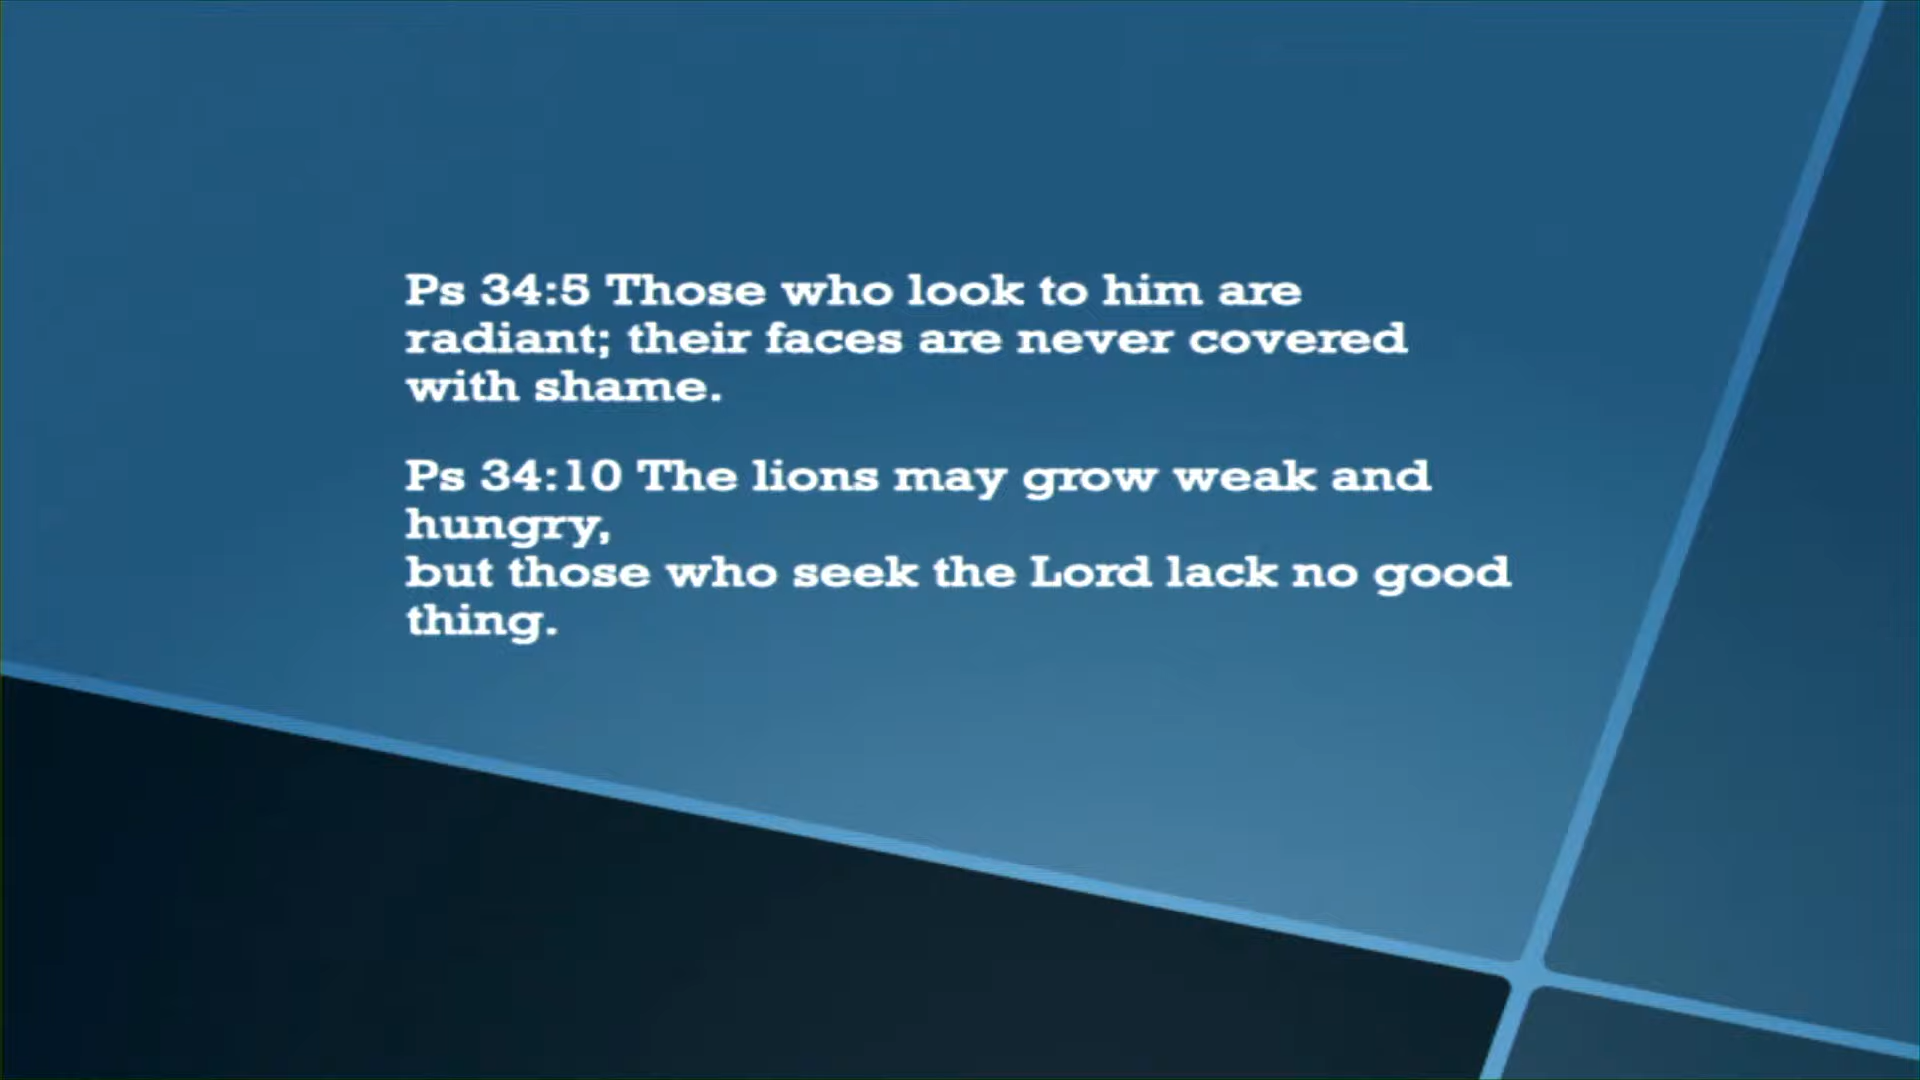 Ps 34:5 Those who look to him are
radiant; their faces are never covered
with shame.
Ps 34:10 The lions may grow weak and
hungry,
but those who seek the Lord lack no good
thing.